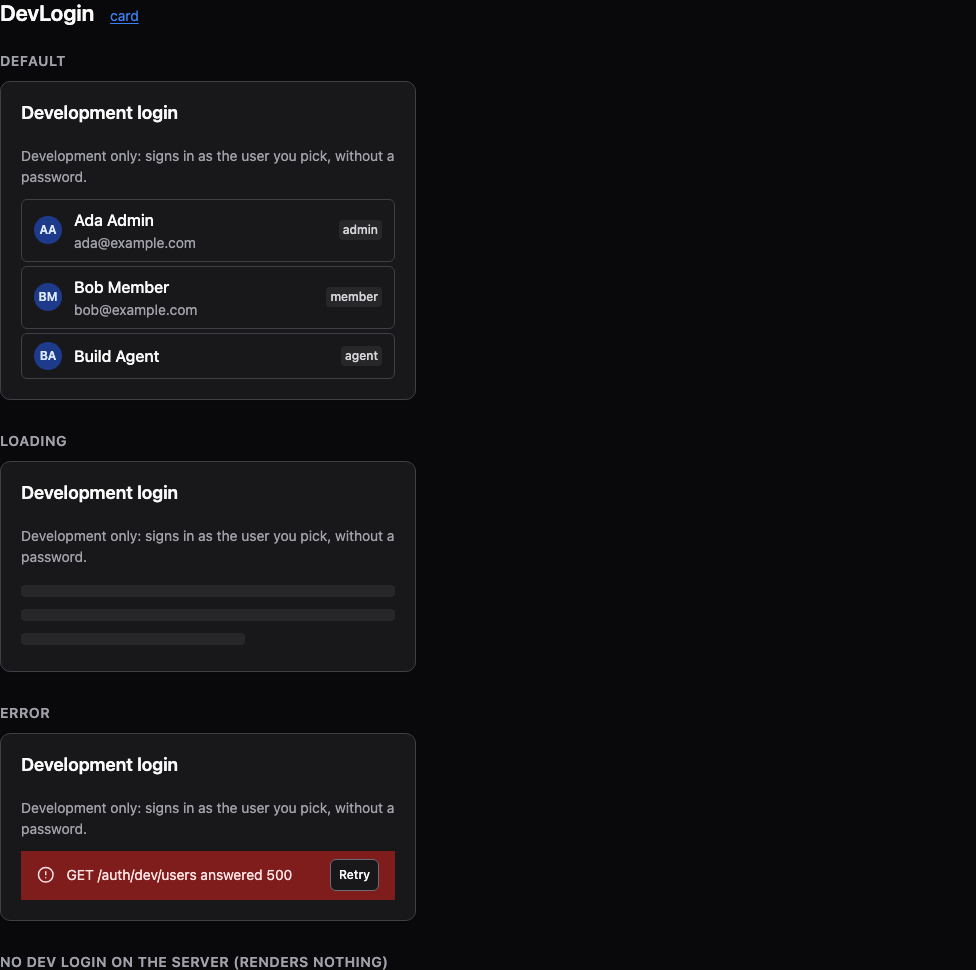 DevLogin card
DEFAULT
Development login
Development only: signs in as the user you pick, without a
password.
AA Ada Admin admin
ada@example.com
BM Bob Member member
bob@example.com
BA Build Agent agent
LOADING
Development login
Development only: signs in as the user you pick, without a
password.
ERROR
Development login
Development only: signs in as the user you pick, without a
password.
GET /auth/dev/users answered 500 Retry
NO DEV LOGIN ON THE SERVER (RENDERS NOTHING)